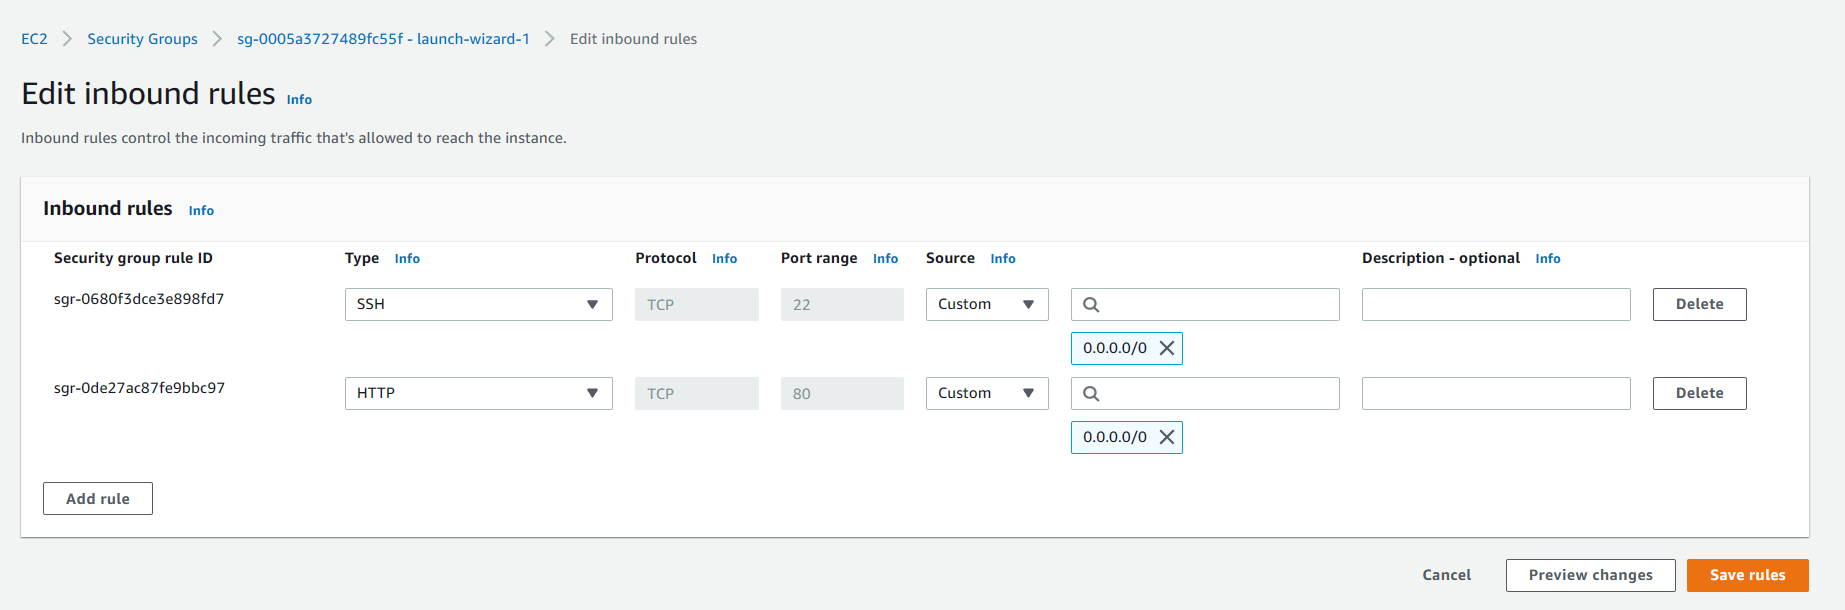 EC2 Security Groups sg-0005a3727489fc55f - launch-wizard-1 Edit inbound rules
Edit inbound rules Info
Inbound rules control the incoming traffic that's allowed to reach the instance.
Inbound rules Info
Security group rule ID Type Info Protocol Info Port range Info Source Info Description - optional Info
sgr-0680f3dce3e898fd7 SSH TCP 22 Custom Delete
0.0.0.0/0
sgr-0de27ac87fe9bbc97 HTTP TCP 80 Custom Delete
0.0.0.0/0
Add rule
Cancel Preview changes Save rules